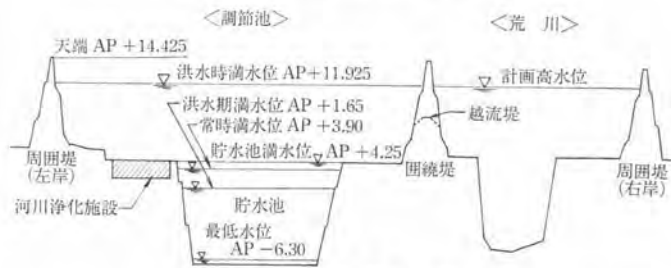 <調節池>
<荒 川>
天端 AP+14.425
洪水時満水位 AP+11.925
計画高水位
洪水期満水位 AP+1.65
常時満水位 AP+3.90
越流堤
貯水池満水位 AP+4.25
周囲堤
(左岸)
囲繞堤
周囲堤
(右岸)
河川浄化施設
貯水池
最低水位
AP-6.30